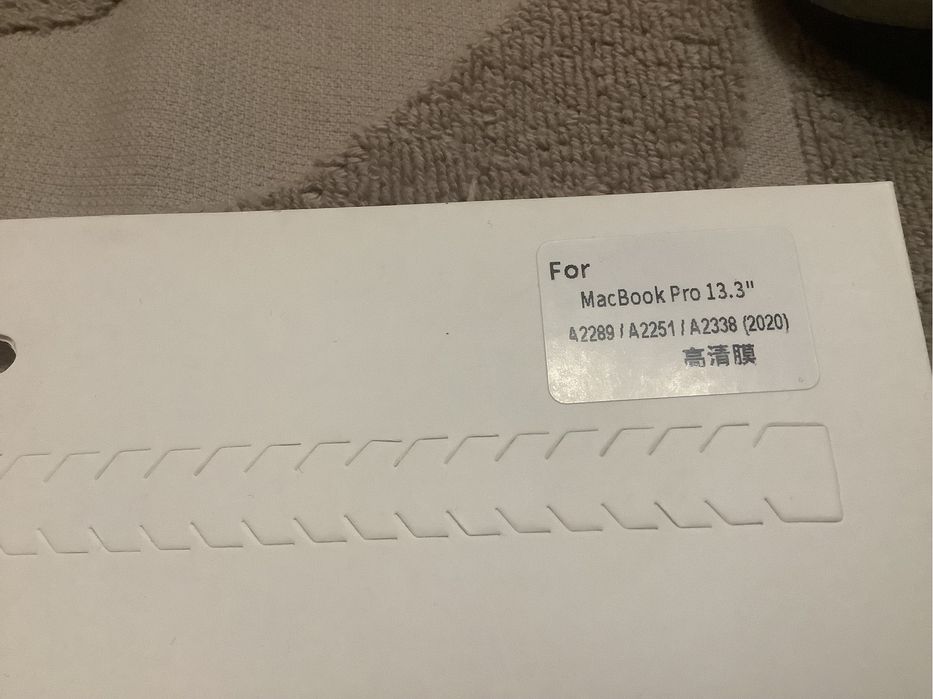 For
MacBook Pro 13.3"
A2289 / A2251 / A2338 (2020)
高清膜